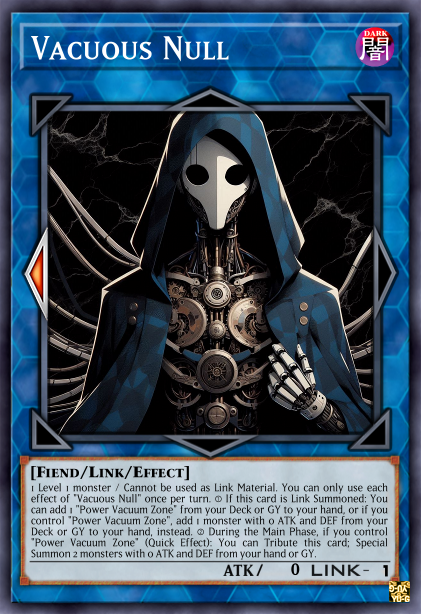 Vacuous Null
DARK
闇
[Fiend/Link/Effect]
1 Level 1 monster / Cannot be used as Link Material. You can only use each
effect of "Vacuous Null" once per turn. ① If this card is Link Summoned: You
can add 1 "Power Vacuum Zone" from your Deck or GY to your hand, or if you
control "Power Vacuum Zone", add 1 monster with 0 ATK and DEF from your
Deck or GY to your hand, instead. ② During the Main Phase, if you control
"Power Vacuum Zone" (Quick Effect): You can Tribute this card; Special
Summon 2 monsters with 0 ATK and DEF from your hand or GY.
ATK/ 0 LINK- 1